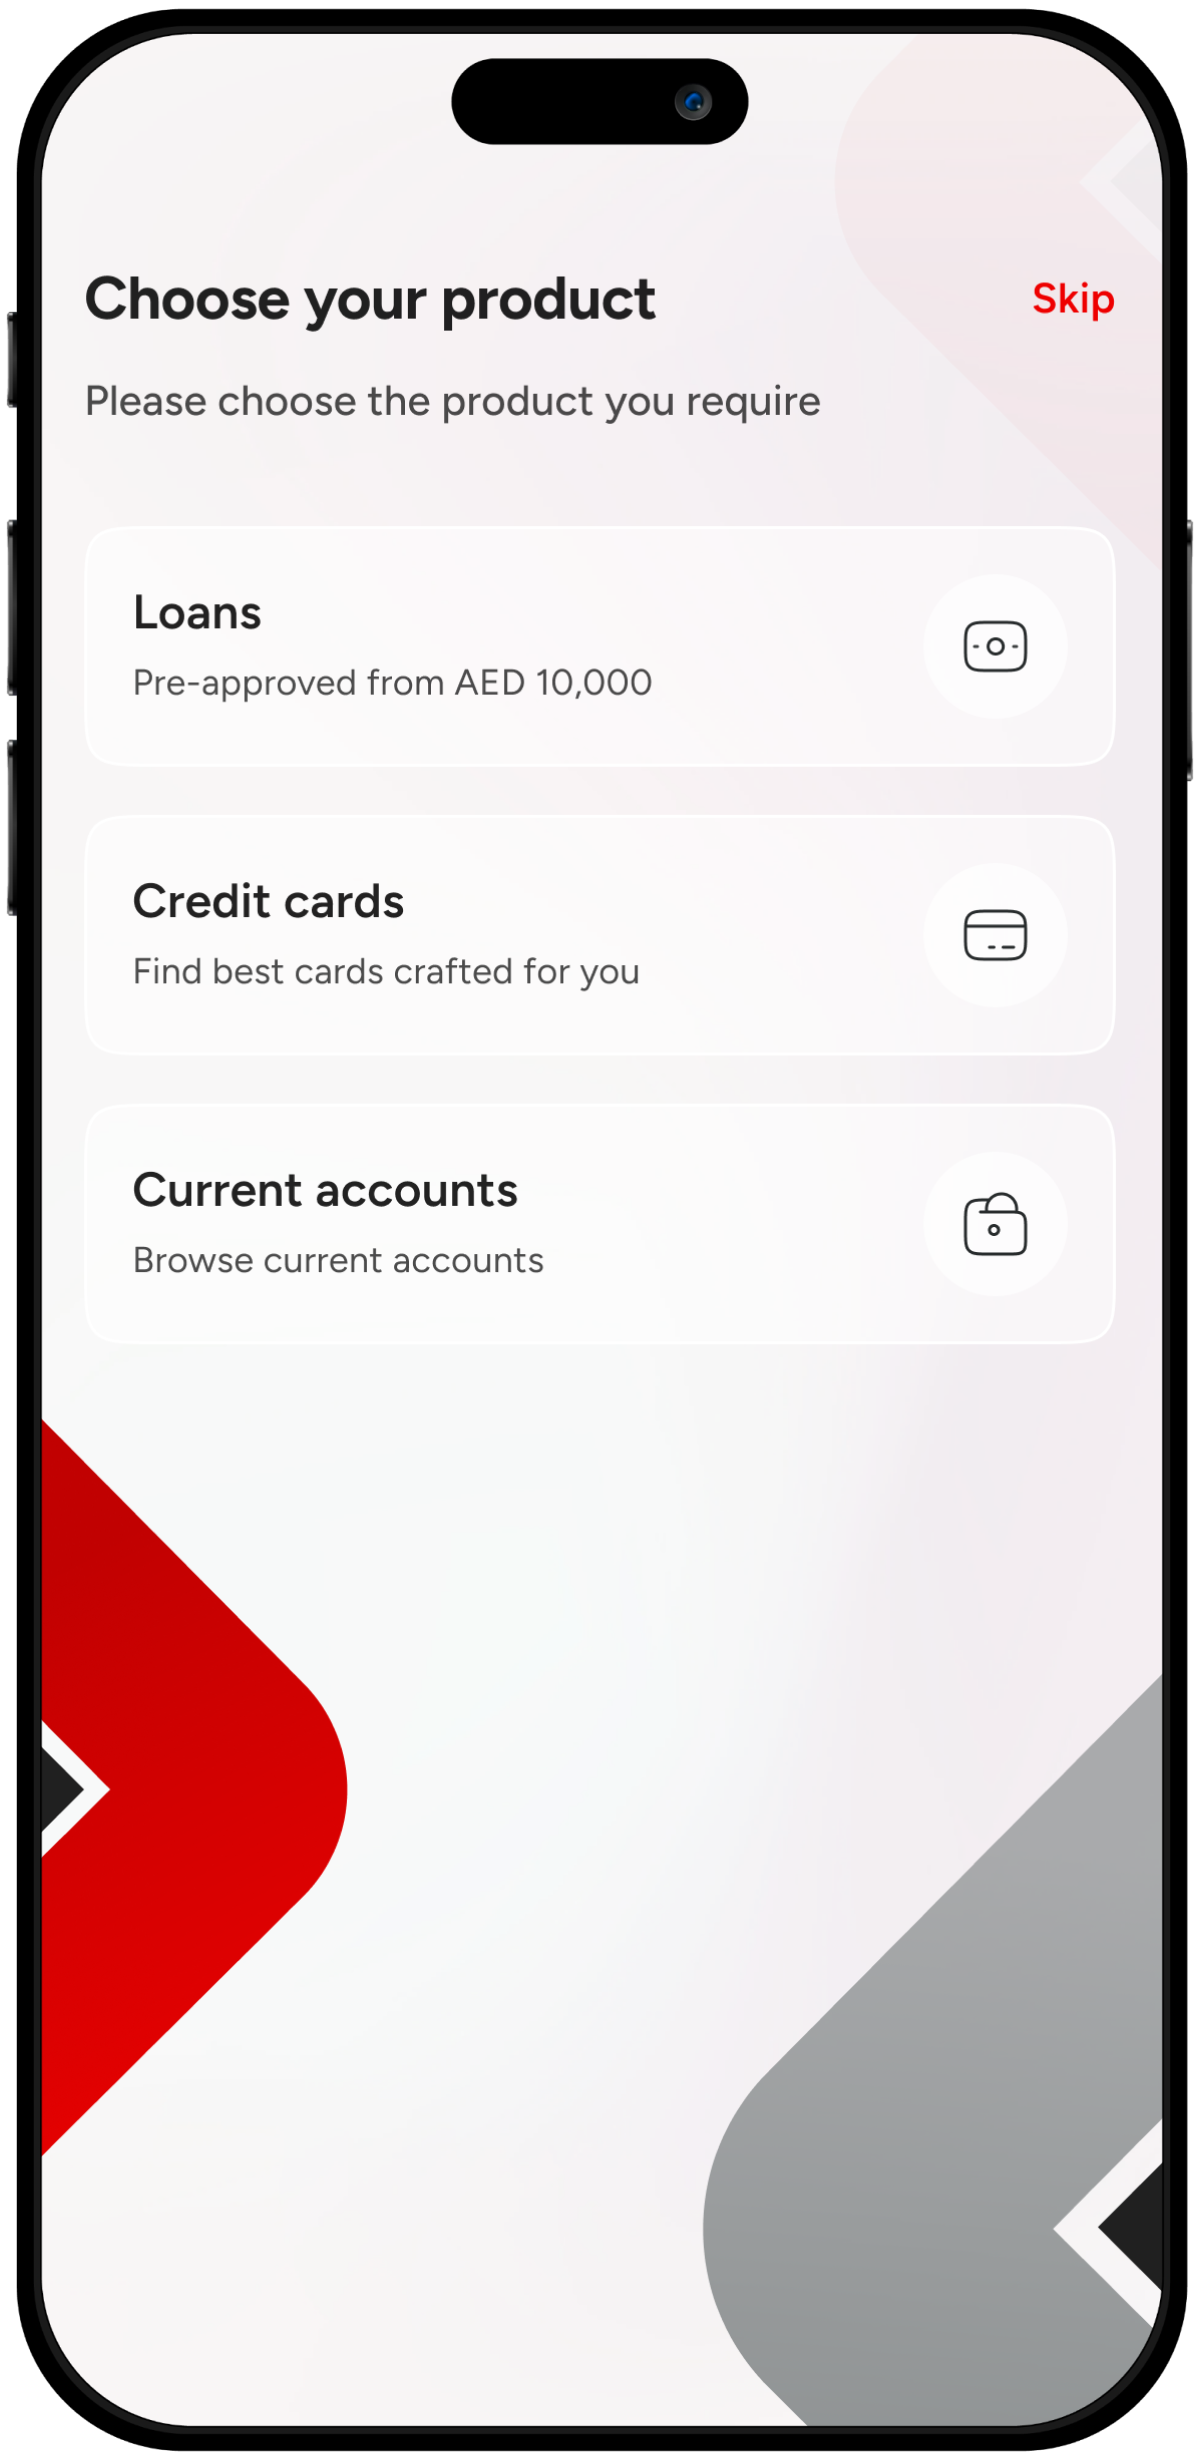 Choose your product
Skip
Please choose the product you require
Loans
Pre-approved from AED 10,000
Credit cards
Find best cards crafted for you
Current accounts
Browse current accounts